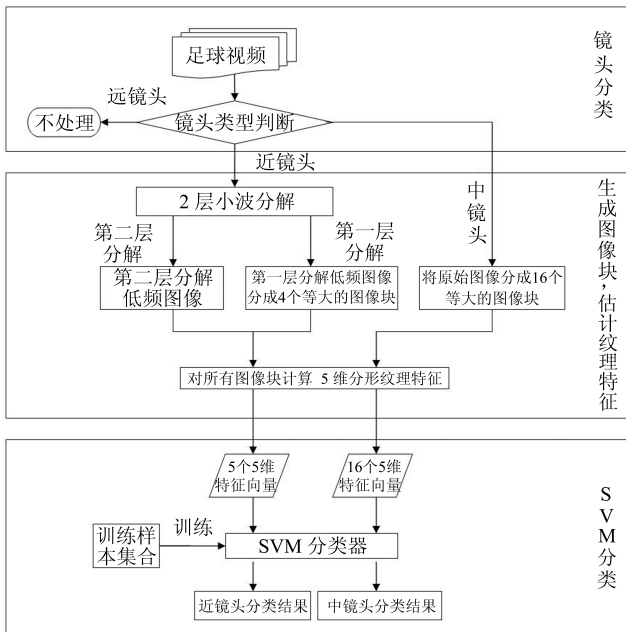 足球视频
远镜头
不处理
镜头类型判断
近镜头
中镜头
镜头分类
2 层小波分解
第二层
分解
第一层
分解
第二层分解
低频图像
第一层分解低频图像
分成4个等大的图像块
将原始图像分成16个
等大的图像块
对所有图像块计算 5 维分形纹理特征
生成图像块,估计纹理特征
5个5维
特征向量
16个5维
特征向量
训练样
本集合
训练
SVM 分类器
近镜头分类结果
中镜头分类结果
SVM分类